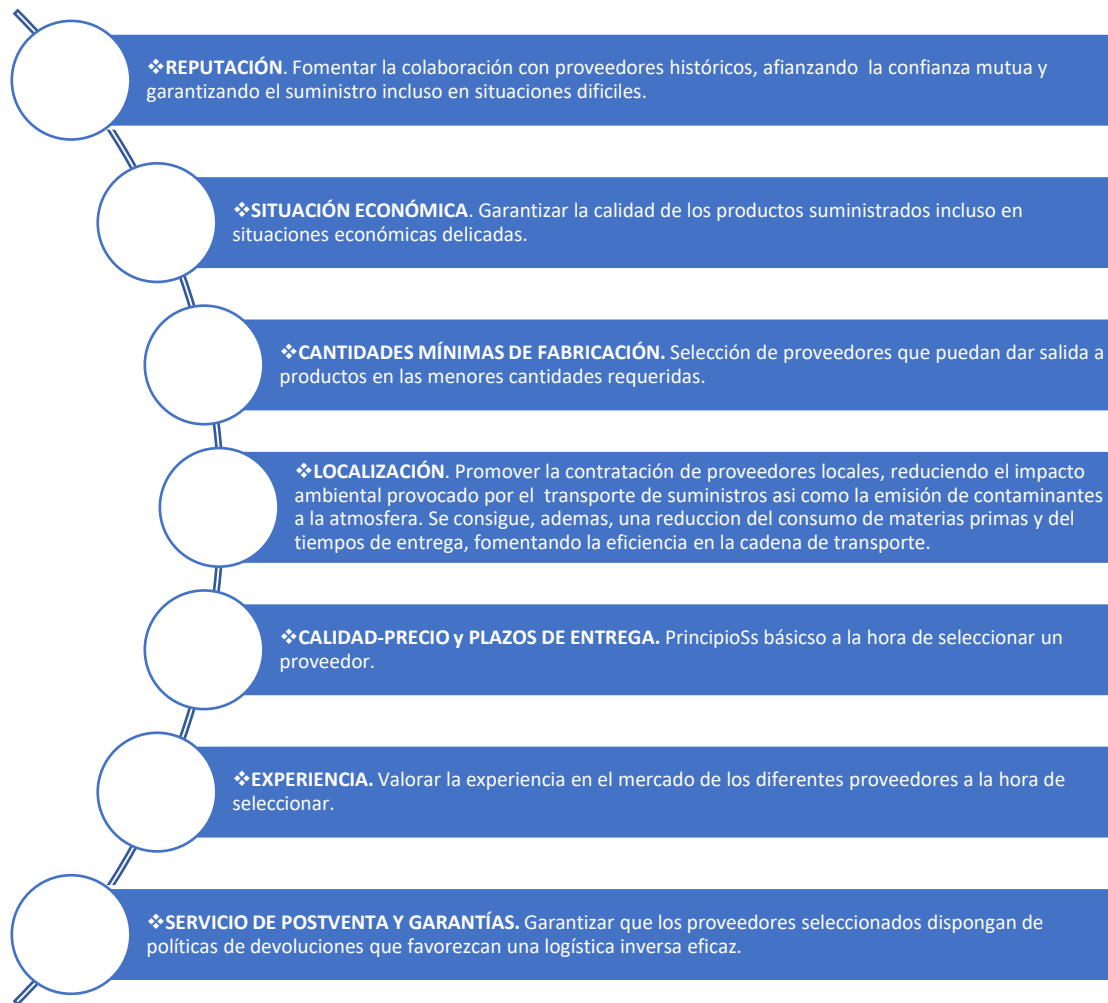 ❖REPUTACIÓN. Fomentar la colaboración con proveedores históricos, afianzando la confianza mutua y
garantizando el suministro incluso en situaciones dificiles.
❖SITUACIÓN ECONÓMICA. Garantizar la calidad de los productos suministrados incluso en
situaciones económicas delicadas.
❖CANTIDADES MÍNIMAS DE FABRICACIÓN. Selección de proveedores que puedan dar salida a
productos en las menores cantidades requeridas.
❖LOCALIZACIÓN. Promover la contratación de proveedores locales, reduciendo el impacto
ambiental provocado por el transporte de suministros asi como la emisión de contaminantes
a la atmosfera. Se consigue, ademas, una reduccion del consumo de materias primas y del
tiempos de entrega, fomentando la eficiencia en la cadena de transporte.
❖CALIDAD-PRECIO y PLAZOS DE ENTREGA. PrincipioSs básicso a la hora de seleccionar un
proveedor.
❖EXPERIENCIA. Valorar la experiencia en el mercado de los diferentes proveedores a la hora de
seleccionar.
❖SERVICIO DE POSTVENTA Y GARANTÍAS. Garantizar que los proveedores seleccionados dispongan de
políticas de devoluciones que favorezcan una logística inversa eficaz.